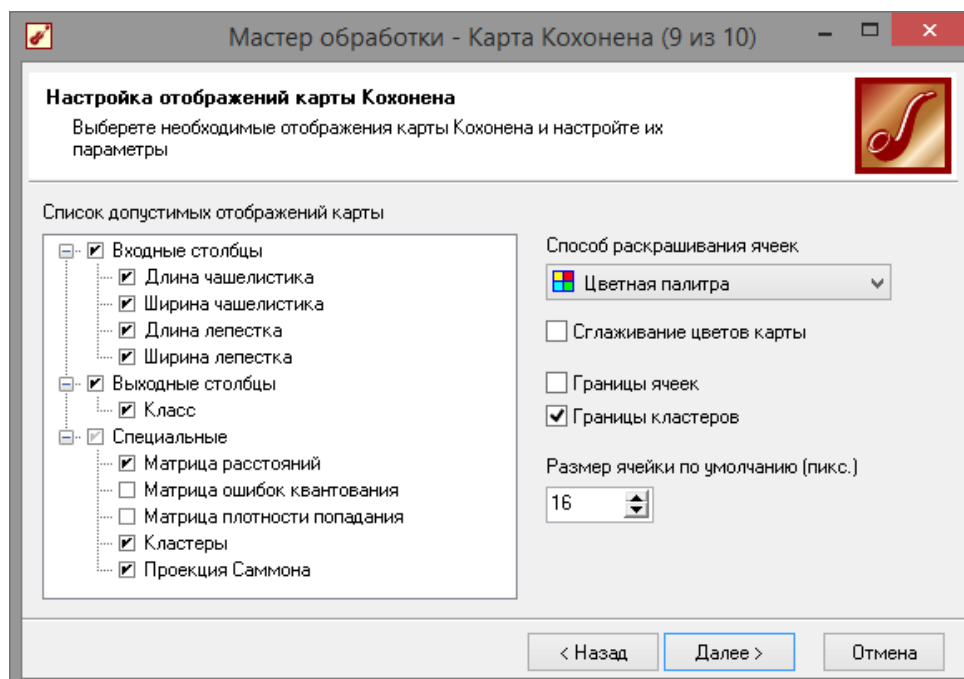 Мастер обработки - Карта Кохонена (9 из 10)
Настройка отображений карты Кохонена
Выберете необходимые отображения карты Кохонена и настройте их
параметры
Список допустимых отображений карты
Входные столбцы
Длина чашелистика
Ширина чашелистика
Длина лепестка
Ширина лепестка
Выходные столбцы
Класс
Специальные
Матрица расстояний
Матрица ошибок квантования
Матрица плотности попадания
Кластеры
Проекция Саммона
Способ раскрашивания ячеек
Цветная палитра
Сглаживание цветов карты
Границы ячеек
Границы кластеров
Размер ячейки по умолчанию (пикс.)
16
< Назад
Далее >
Отмена